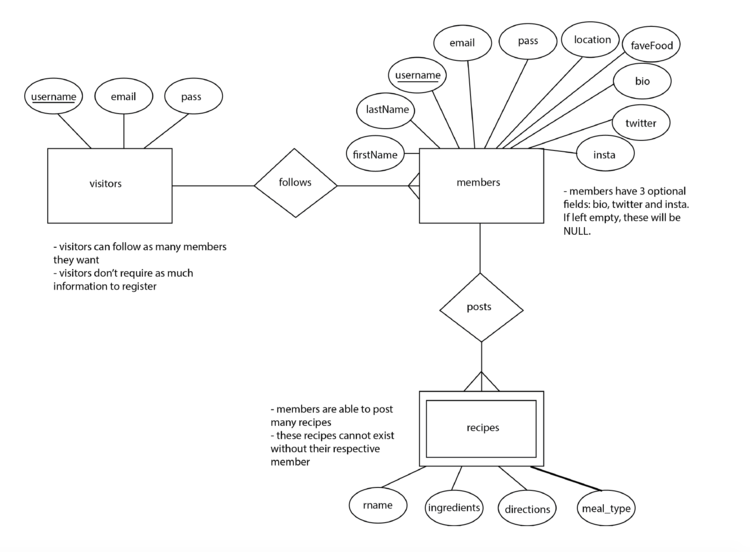 email
pass
location
faveFood
username
bio
username
email
pass
lastName
twitter
firstName
insta
visitors
follows
members
- members have 3 optional
fields: bio, twitter and insta.
If left empty, these will be
NULL.
- visitors can follow as many members
they want
- visitors don't require as much
information to register
posts
- members are able to post
many recipes
- these recipes cannot exist
without their respective
member
recipes
rname
ingredients
directions
meal_type